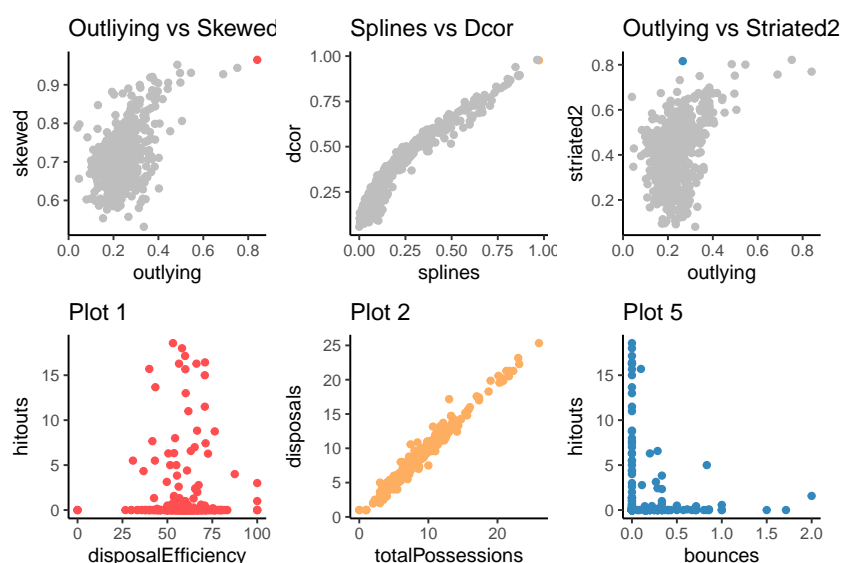 Outliying vs Skewed
Splines vs Dcor
Outlying vs Striated2
skewed
0.9
0.8
0.7
0.6
0.0 0.2 0.4 0.6 0.8
outlying
dcor
1.00
0.75
0.50
0.25
0.00 0.25 0.50 0.75 1.00
splines
striated2
0.8
0.6
0.4
0.2
0.0 0.2 0.4 0.6 0.8
outlying
Plot 1
Plot 2
Plot 5
hitouts
15
10
5
0
0 25 50 75 100
disposalEfficiency
disposals
25
20
15
10
5
0
0 10 20
totalPossessions
hitouts
15
10
5
0
0.0 0.5 1.0 1.5 2.0
bounces